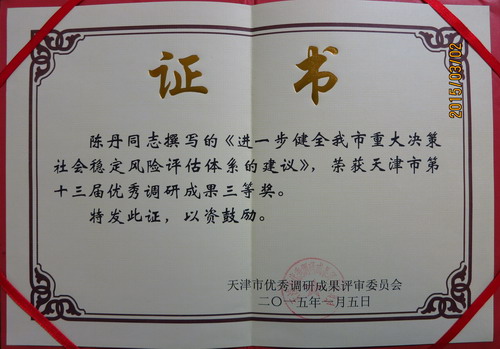 证书
2015/03/02
陈丹同志撰写的《进一步健全我市重大决策
社会稳定风险评估体系的建议》，荣获天津市第
十三届优秀调研成果三等奖。
特发此证，以资鼓励。
天津市优秀调研成果评审委员会
二〇一五年一月五日